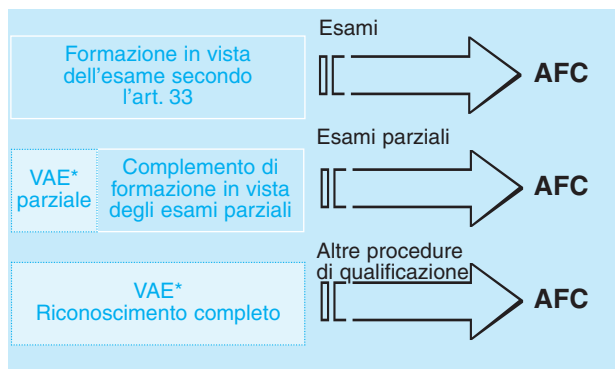 Esami
Formazione in vista
dell'esame secondo
l'art. 33
AFC
Esami parziali
VAE*
parziale
Complemento di
formazione in vista
degli esami parziali
AFC
Altre procedure
di qualificazione
VAE*
Riconoscimento completo
AFC